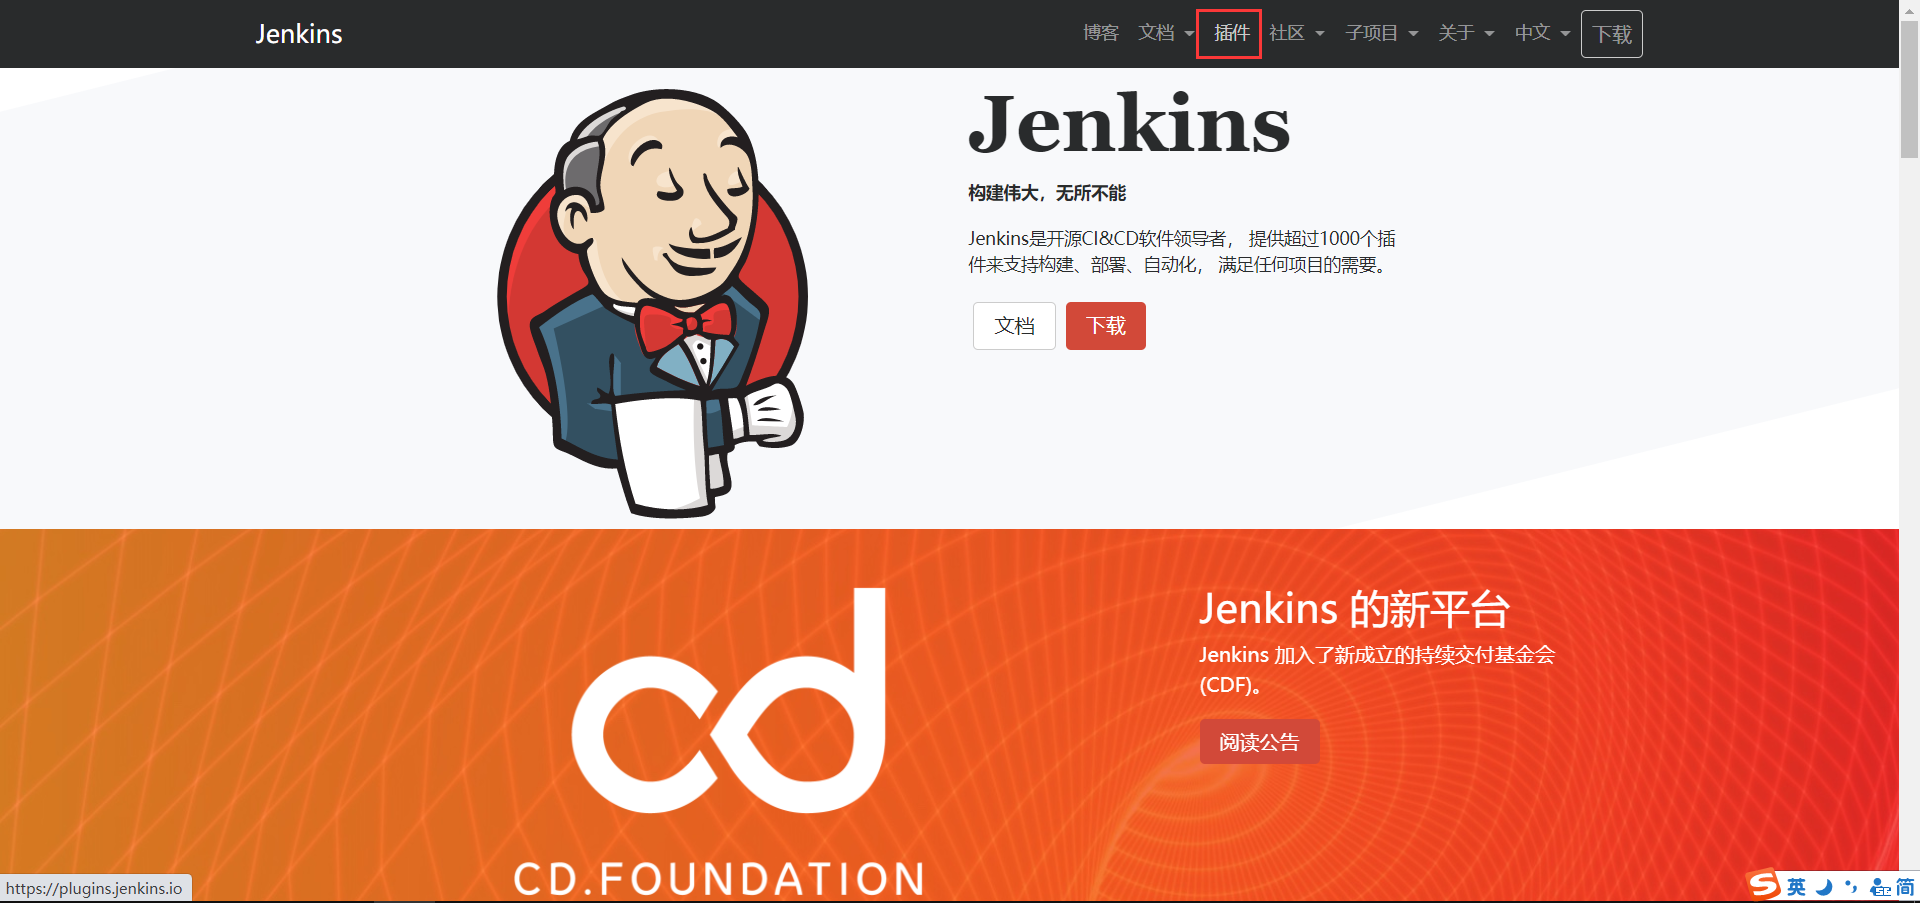 Jenkins
博客 文档 插件 社区 子项目 关于 中文 下载
Jenkins
构建伟大，无所不能
Jenkins是开源CI&CD软件领导者， 提供超过1000个插
件来支持构建、部署、自动化， 满足任何项目的需要。
文档 下载
Jenkins 的新平台
Jenkins 加入了新成立的持续交付基金会
(CDF)。
阅读公告
cd
CD.FOUNDATION
https://plugins.jenkins.io
S 英 简